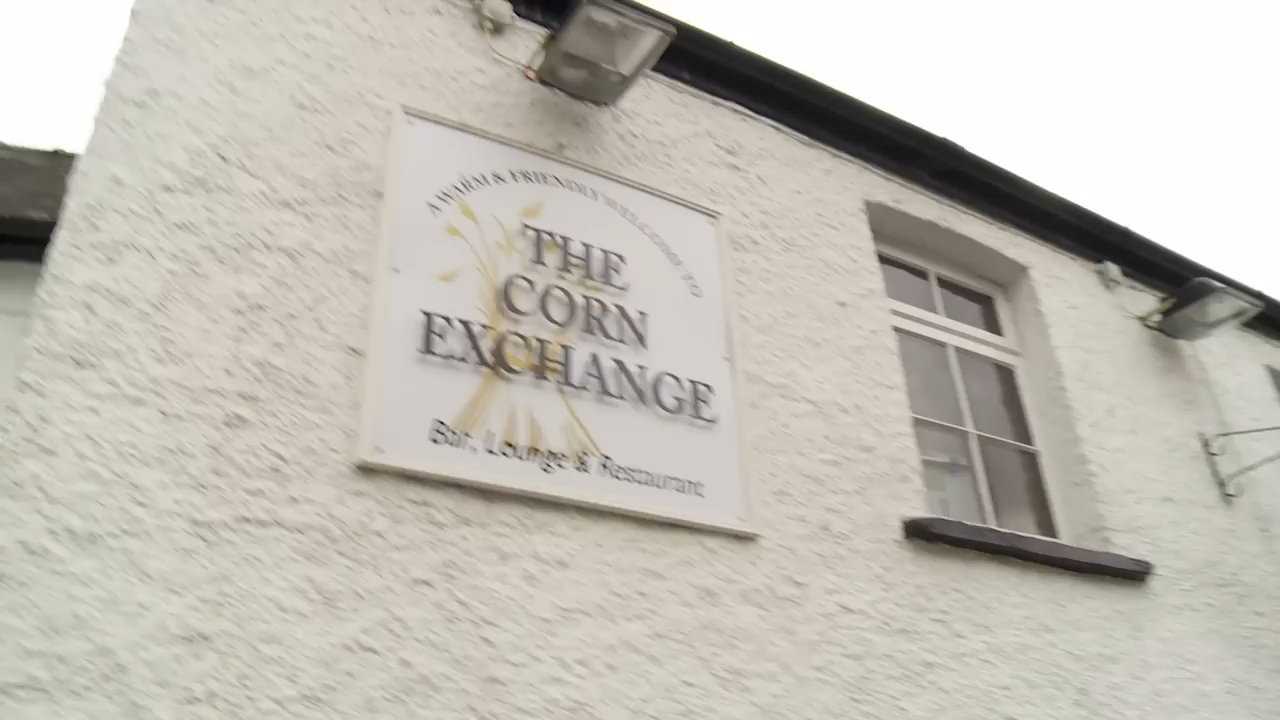 A WARM & FRIENDLY WELCOME TO
THE
CORN
EXCHANGE
Bar, Lounge & Restaurant